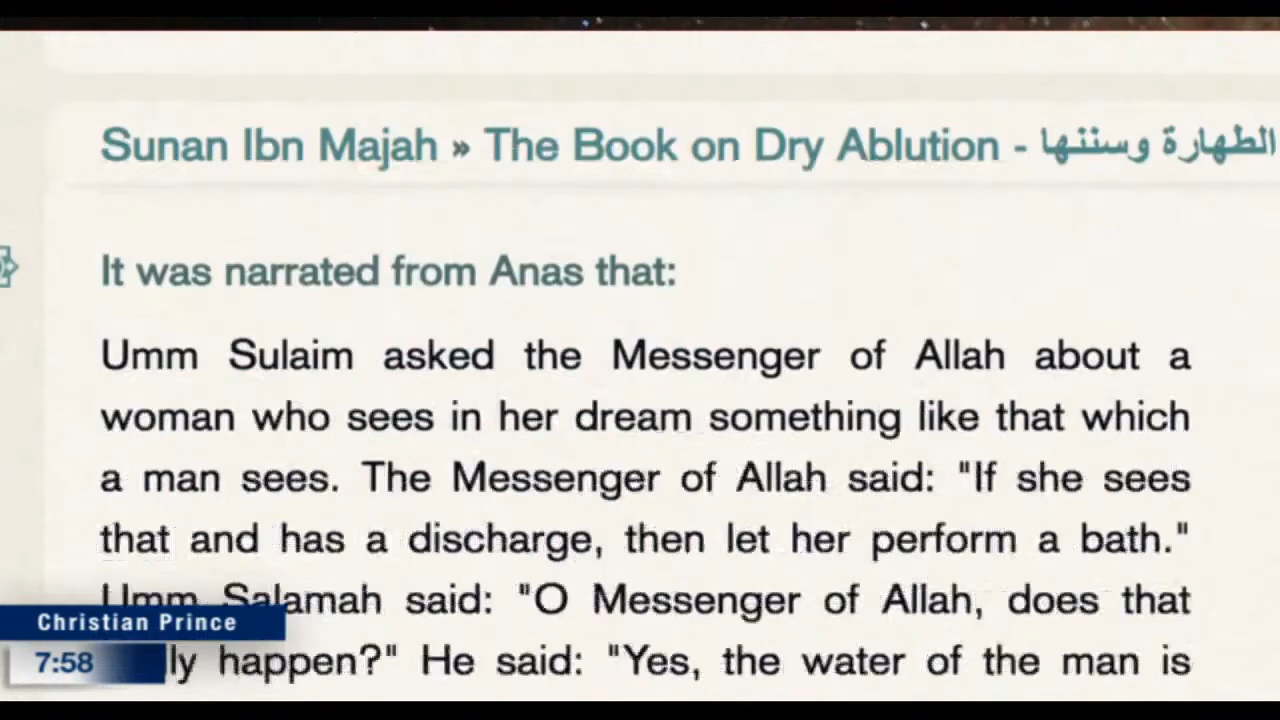 Sunan Ibn Majah » The Book on Dry Ablution - الطهارة وسننها
It was narrated from Anas that:
Umm Sulaim asked the Messenger of Allah about a
woman who sees in her dream something like that which
a man sees. The Messenger of Allah said: "If she sees
that and has a discharge, then let her perform a bath."
Umm Salamah said: "O Messenger of Allah, does that
happen?" He said: "Yes, the water of the man is
Christian Prince
7:58